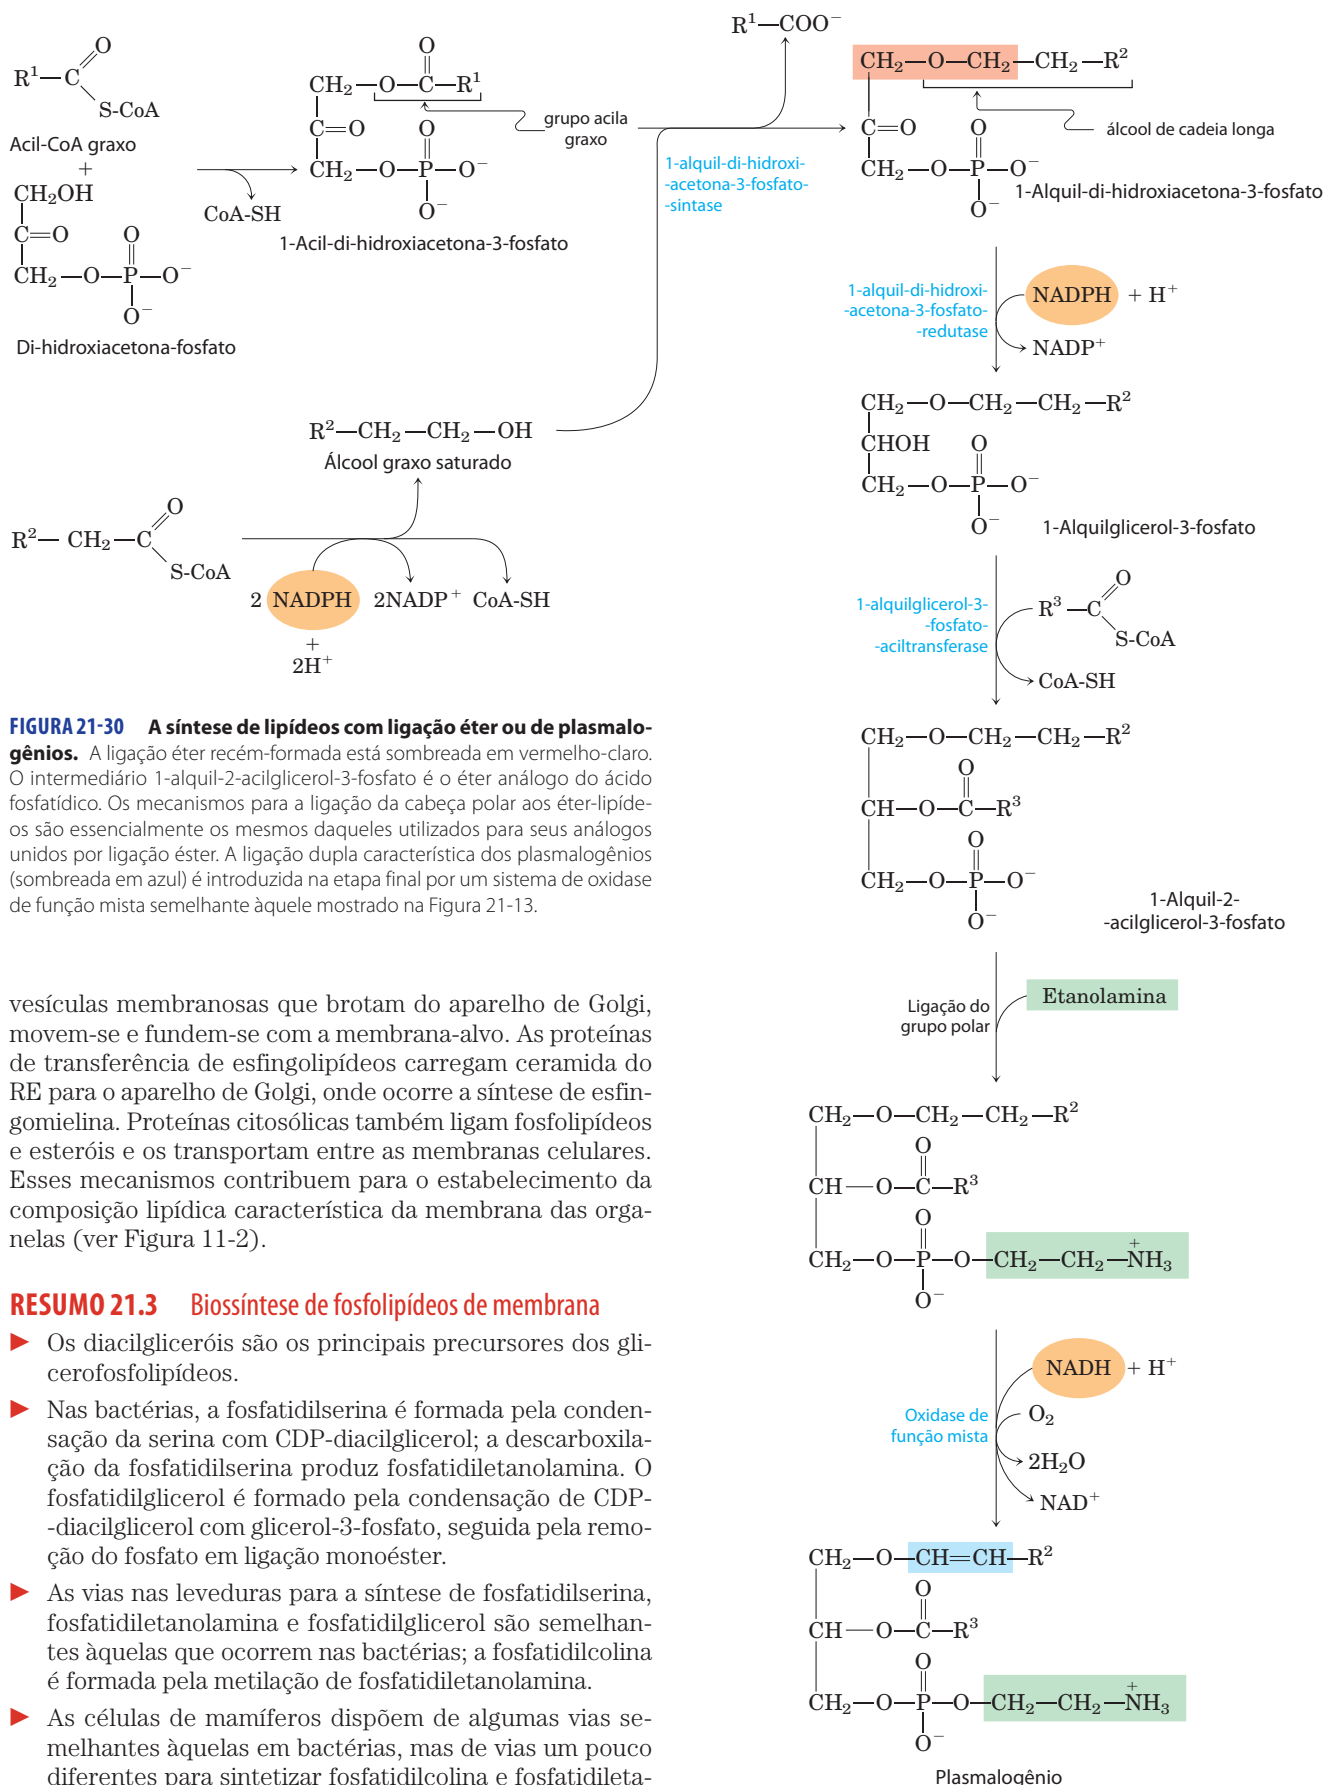 R¹—COO⁻
O
R¹—C
S-CoA
Acil-CoA graxo
+
CH₂OH
C=O
O
CH₂—O—P—O⁻
O⁻
Di-hidroxiacetona-fosfato
CoA-SH
O
CH₂—O—C—R¹
C=O
O
CH₂—O—P—O⁻
O⁻
1-Acil-di-hidroxiacetona-3-fosfato
grupo acila
graxo
1-alquil-di-hidroxi-
-acetona-3-fosfato-
-sintase
CH₂—O—CH₂—CH₂—R²
C=O
O
álcool de cadeia longa
CH₂—O—P—O⁻
O⁻
1-Alquil-di-hidroxiacetona-3-fosfato
R²—CH₂—CH₂—OH
Álcool graxo saturado
O
R²— CH₂—C
S-CoA
2 NADPH 2NADP⁺ CoA-SH
+
2H⁺
1-alquil-di-hidroxi-
-acetona-3-fosfato-
-redutase
NADPH + H⁺
NADP⁺
CH₂—O—CH₂—CH₂—R²
CHOH
O
CH₂—O—P—O⁻
O⁻
1-Alquilglicerol-3-fosfato
1-alquilglicerol-3-
-fosfato-
-aciltransferase
O
R³—C
S-CoA
CoA-SH
CH₂—O—CH₂—CH₂—R²
O
CH—O—C—R³
O
CH₂—O—P—O⁻
O⁻
1-Alquil-2-
-acilglicerol-3-fosfato
Ligação do
grupo polar
Etanolamina
CH₂—O—CH₂—CH₂—R²
O
CH—O—C—R³
O
CH₂—O—P—O—CH₂—CH₂—N⁺H₃
O⁻
Oxidase de
função mista
NADH + H⁺
O₂
2H₂O
NAD⁺
CH₂—O—CH=CH—R²
O
CH—O—C—R³
O
CH₂—O—P—O—CH₂—CH₂—N⁺H₃
O⁻
Plasmalogênio
FIGURA 21-30 A síntese de lipídeos com ligação éter ou de plasmalo-
gênios. A ligação éter recém-formada está sombreada em vermelho-claro.
O intermediário 1-alquil-2-acilglicerol-3-fosfato é o éter análogo do ácido
fosfatídico. Os mecanismos para a ligação da cabeça polar aos éter-lipíde-
os são essencialmente os mesmos daqueles utilizados para seus análogos
unidos por ligação éster. A ligação dupla característica dos plasmalogênios
(sombreada em azul) é introduzida na etapa final por um sistema de oxidase
de função mista semelhante àquele mostrado na Figura 21-13.
vesículas membranosas que brotam do aparelho de Golgi,
movem-se e fundem-se com a membrana-alvo. As proteínas
de transferência de esfingolipídeos carregam ceramida do
RE para o aparelho de Golgi, onde ocorre a síntese de esfin-
gomielina. Proteínas citosólicas também ligam fosfolipídeos
e esteróis e os transportam entre as membranas celulares.
Esses mecanismos contribuem para o estabelecimento da
composição lipídica característica da membrana das orga-
nelas (ver Figura 11-2).
RESUMO 21.3 Biossíntese de fosfolipídeos de membrana
▶ Os diacilgliceróis são os principais precursores dos gli-
cerofosfolipídeos.
▶ Nas bactérias, a fosfatidilserina é formada pela conden-
sação da serina com CDP-diacilglicerol; a descarboxila-
ção da fosfatidilserina produz fosfatidiletanolamina. O
fosfatidilglicerol é formado pela condensação de CDP-
-diacilglicerol com glicerol-3-fosfato, seguida pela remo-
ção do fosfato em ligação monoéster.
▶ As vias nas leveduras para a síntese de fosfatidilserina,
fosfatidiletanolamina e fosfatidilglicerol são semelhan-
tes àquelas que ocorrem nas bactérias; a fosfatidilcolina
é formada pela metilação de fosfatidiletanolamina.
▶ As células de mamíferos dispõem de algumas vias se-
melhantes àquelas em bactérias, mas de vias um pouco
diferentes para sintetizar fosfatidilcolina e fosfatidileta-